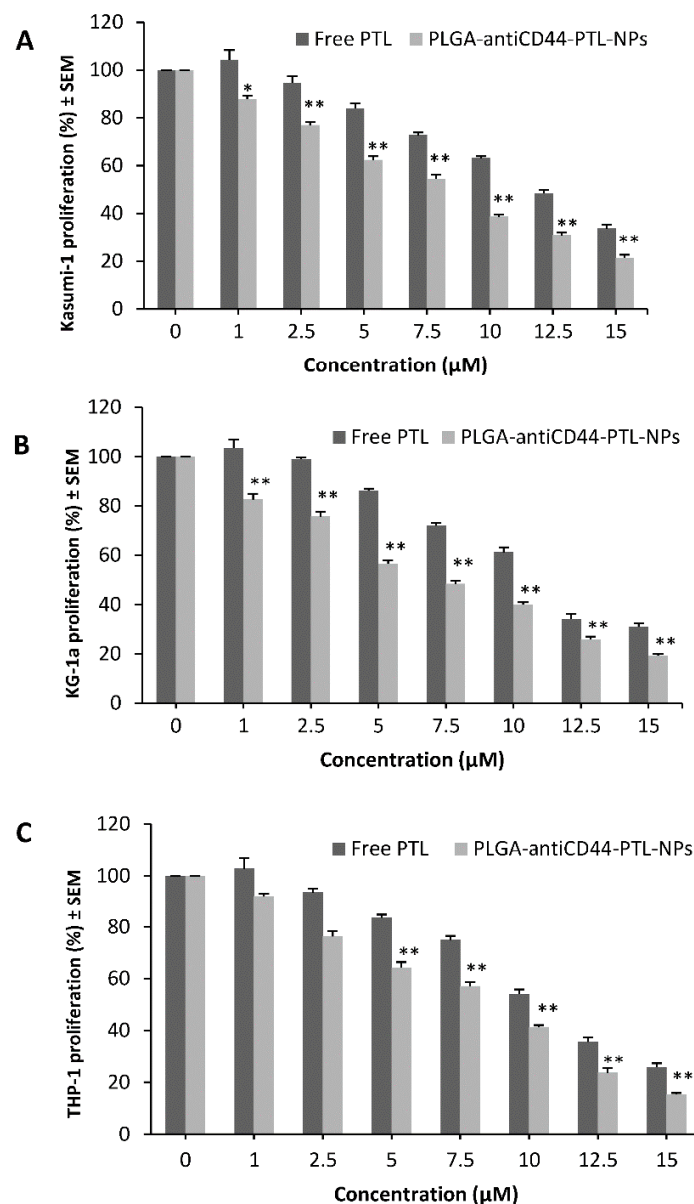 A
Free PTL PLGA-antiCD44-PTL-NPs
Kasumi-1 proliferation (%) ± SEM
120
100
80
60
40
20
0
*
**
**
**
**
**
**
0 1 2.5 5 7.5 10 12.5 15
Concentration (µM)
B
Free PTL PLGA-antiCD44-PTL-NPs
KG-1a proliferation (%) ± SEM
120
100
80
60
40
20
0
**
**
**
**
**
**
**
0 1 2.5 5 7.5 10 12.5 15
Concentration (µM)
C
Free PTL PLGA-antiCD44-PTL-NPs
THP-1 proliferation (%) ± SEM
120
100
80
60
40
20
0
**
**
**
**
**
0 1 2.5 5 7.5 10 12.5 15
Concentration (µM)